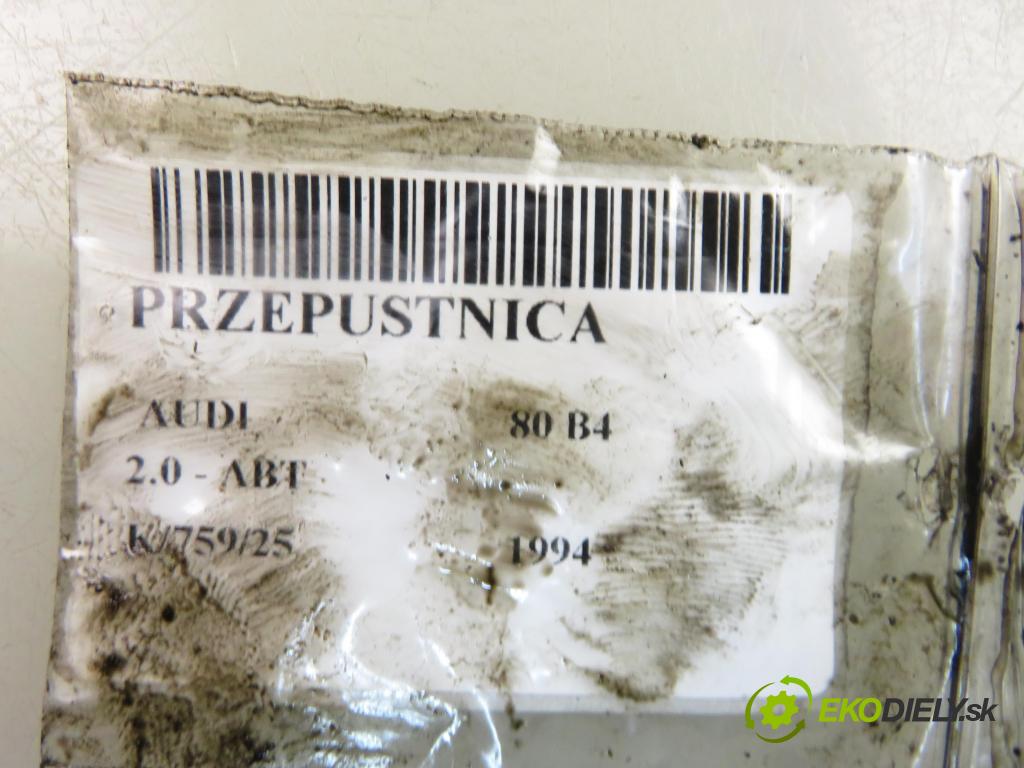 PRZEPUSTNICA
AUDI 80 B4
2.0 - ABT
K/759/25 1994
EKODIELY.sk